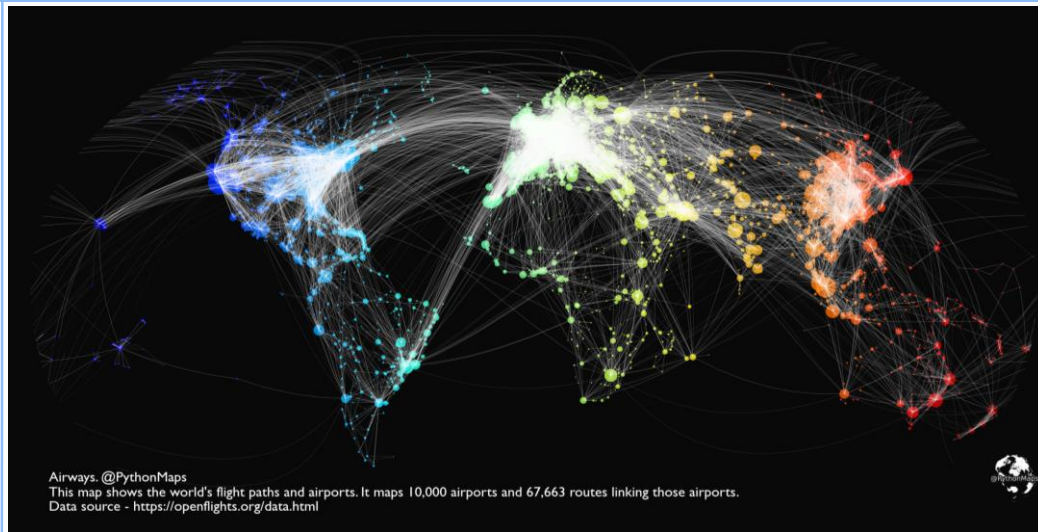 Airways. @PythonMaps
This map shows the world's flight paths and airports. It maps 10,000 airports and 67,663 routes linking those airports.
Data source - https://openflights.org/data.html
@PythonMaps